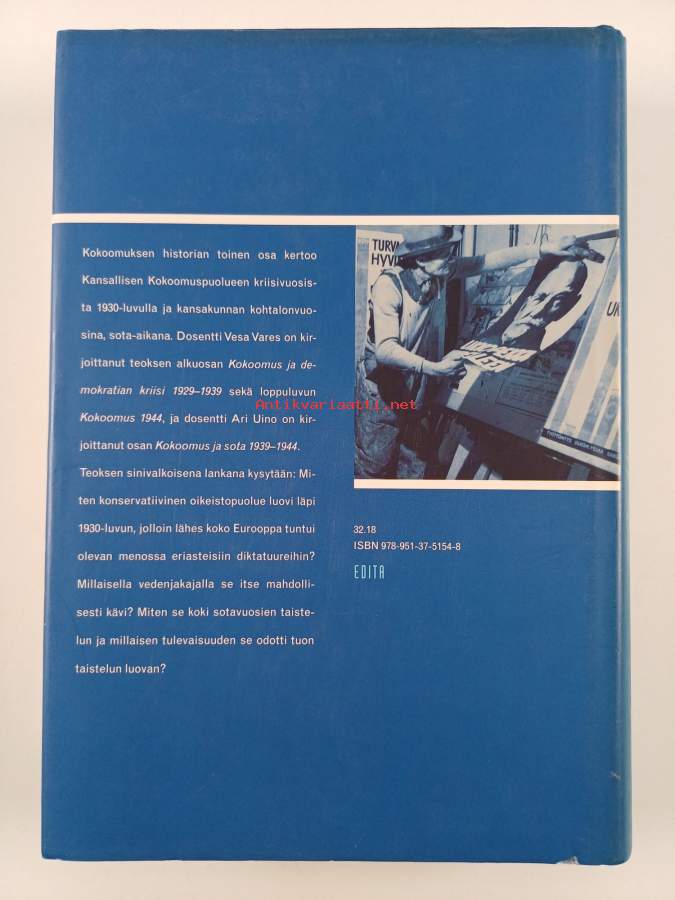 Kokoomuksen historian toinen osa kertoo
Kansallisen Kokoomuspuolueen kriisivuosis-
ta 1930-luvulla ja kansakunnan kohtalonvuo-
sina, sota-aikana. Dosentti Vesa Vares on kir-
joittanut teoksen alkuosan Kokoomus ja de-
mokratian kriisi 1929–1939 sekä loppuluvun
Kokoomus 1944, ja dosentti Ari Uino on kir-
joittanut osan Kokoomus ja sota 1939–1944.
Teoksen sinivalkoisena lankana kysytään: Mi-
ten konservatiivinen oikeistopuolue luovi läpi
1930-luvun, jolloin lähes koko Eurooppa tuntui
olevan menossa eriasteisiin diktatuureihin?
Millaisella vedenjakajalla se itse mahdolli-
sesti kävi? Miten se koki sotavuosien taiste-
lun ja millaisen tulevaisuuden se odotti tuon
taistelun luovan?
TURVA
HYVI
32.18
ISBN 978-951-37-5154-8
EDITA
Antikvariaatti.net